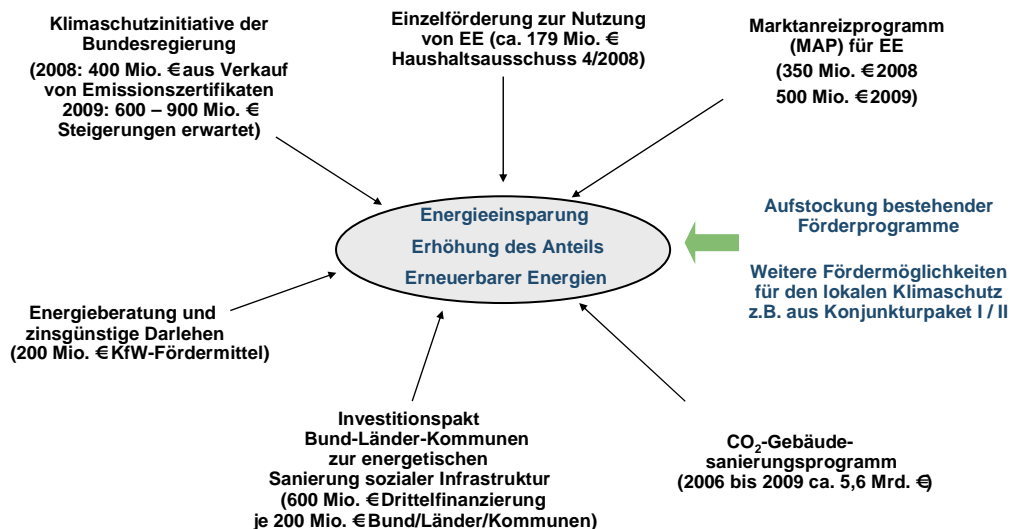 Klimaschutzinitiative der
Bundesregierung
(2008: 400 Mio. € aus Verkauf
von Emissionszertifikaten
2009: 600 – 900 Mio. €
Steigerungen erwartet)
Einzelförderung zur Nutzung
von EE (ca. 179 Mio. €
Haushaltsausschuss 4/2008)
Marktanreizprogramm
(MAP) für EE
(350 Mio. € 2008
500 Mio. € 2009)
Energieeinsparung
Erhöhung des Anteils
Erneuerbarer Energien
Aufstockung bestehender
Förderprogramme
Weitere Fördermöglichkeiten
für den lokalen Klimaschutz
z.B. aus Konjunkturpaket I / II
Energieberatung und
zinsgünstige Darlehen
(200 Mio. € KfW-Fördermittel)
Investitionspakt
Bund-Länder-Kommunen
zur energetischen
Sanierung sozialer Infrastruktur
(600 Mio. € Drittelfinanzierung
je 200 Mio. € Bund/Länder/Kommunen)
CO₂-Gebäude-
sanierungsprogramm
(2006 bis 2009 ca. 5,6 Mrd. €)